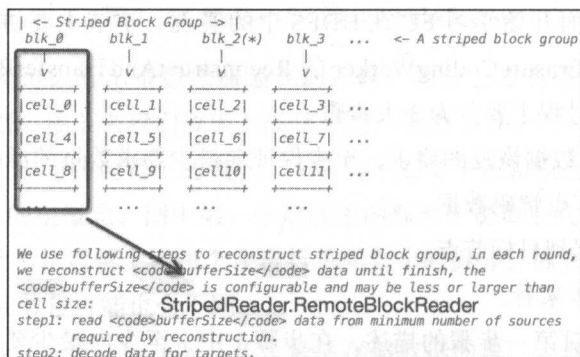 | <- Striped Block Group -> |
blk_0 blk_1 blk_2(*) blk_3 ... <- A striped block group
| | | |
v v v v
+------+ +------+ +------+ +------+
|cell_0| |cell_1| |cell_2| |cell_3| ...
+------+ +------+ +------+ +------+
|cell_4| |cell_5| |cell_6| |cell_7| ...
+------+ +------+ +------+ +------+
|cell_8| |cell_9| |cell10| |cell11| ...
+------+ +------+ +------+ +------+
... ... ... ...
We use following steps to reconstruct striped block group, in each round,
we reconstruct <code>bufferSize</code> data until finish, the
<code>bufferSize</code> is configurable and may be less or larger than
cell size:
StripedReader.RemoteBlockReader
step1: read <code>bufferSize</code> data from minimum number of sources
required by reconstruction.
step2: decode data for targets.